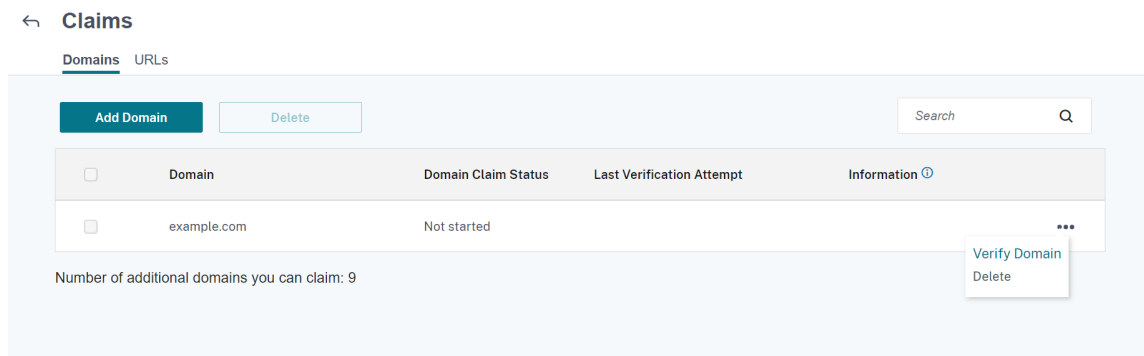 Claims
Domains URLs
Add Domain Delete Search
Domain Domain Claim Status Last Verification Attempt Information
example.com Not started
Verify Domain
Delete
Number of additional domains you can claim: 9